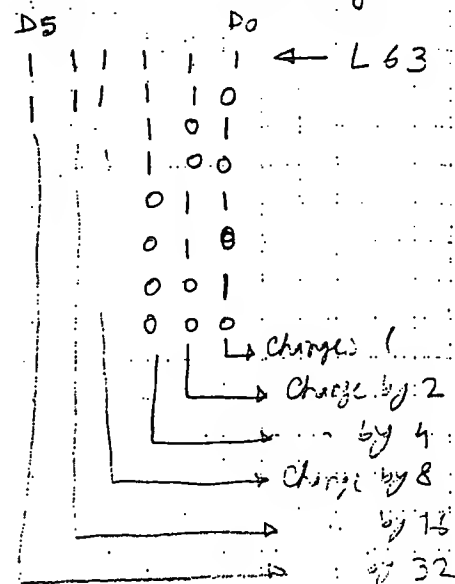 D5 D0
1 1 1 1 1 1 ← L 63
1 1 1 1 1 0
1 0 1
1 0 0
0 1 1
0 1 0
0 0 1
0 0 0
Change 1
Change by 2
by 4
Change by 8
by 16
by 32